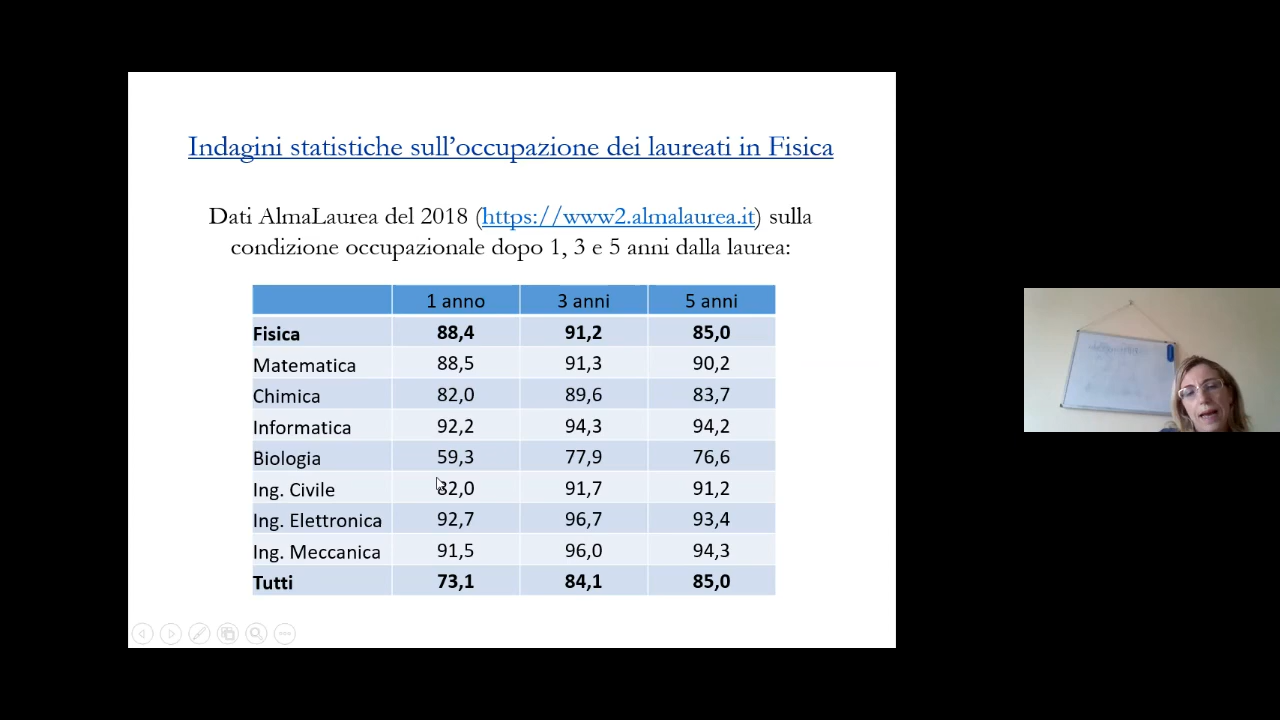 Indagini statistiche sull'occupazione dei laureati in Fisica
Dati AlmaLaurea del 2018 (https://www2.almalaurea.it) sulla
condizione occupazionale dopo 1, 3 e 5 anni dalla laurea:
1 anno 3 anni 5 anni
Fisica 88,4 91,2 85,0
Matematica 88,5 91,3 90,2
Chimica 82,0 89,6 83,7
Informatica 92,2 94,3 94,2
Biologia 59,3 77,9 76,6
Ing. Civile 82,0 91,7 91,2
Ing. Elettronica 92,7 96,7 93,4
Ing. Meccanica 91,5 96,0 94,3
Tutti 73,1 84,1 85,0